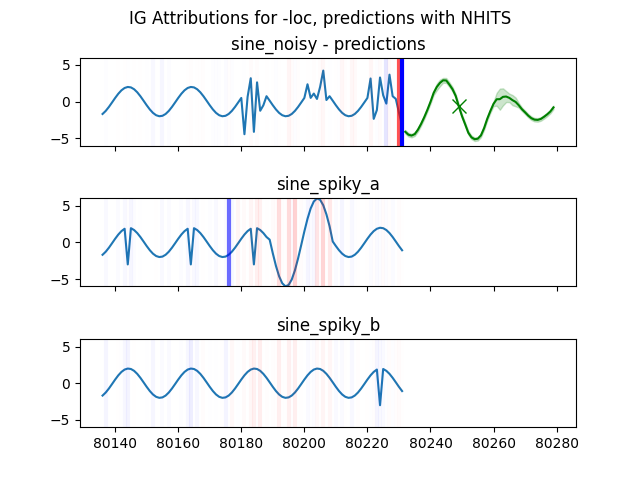 IG Attributions for -loc, predictions with NHITS
sine_noisy - predictions
5
0
−5
sine_spiky_a
5
0
−5
sine_spiky_b
5
0
−5
80140 80160 80180 80200 80220 80240 80260 80280